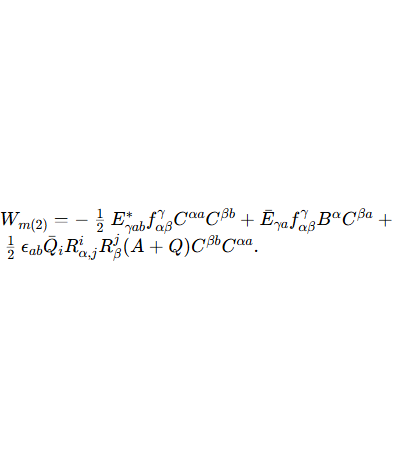 $W_{m(2)} = - \frac{1}{2} E^{*}_{\gamma ab} f^{\gamma}_{\alpha\beta} C^{\alpha a} C^{\beta b} + \bar{E}_{\gamma a} f^{\gamma}_{\alpha\beta} B^{\alpha} C^{\beta a} +$
$\frac{1}{2} \epsilon_{ab} \bar{Q}_{i} R^{i}_{\alpha,j} R^{j}_{\beta} (A + Q) C^{\beta b} C^{\alpha a}.$